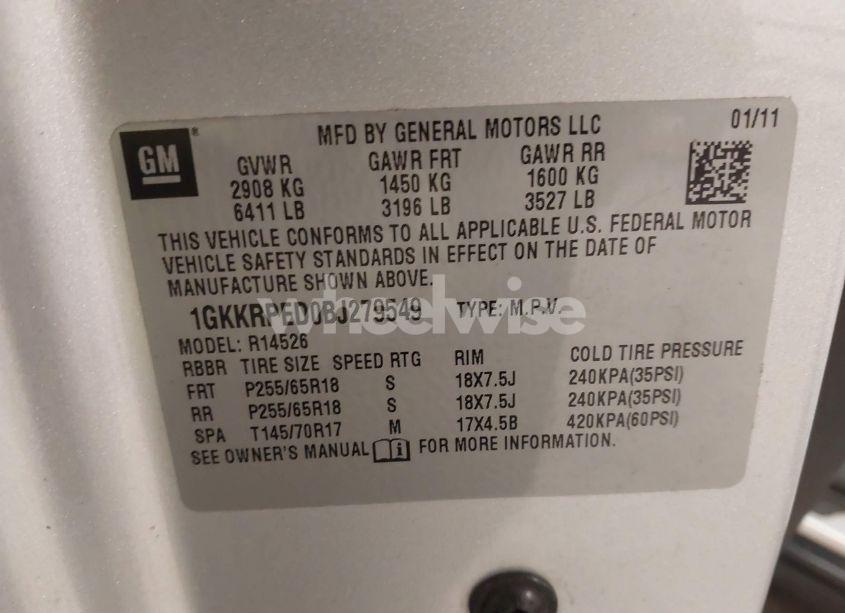 GM
MFD BY GENERAL MOTORS LLC 01/11
GVWR GAWR FRT GAWR RR
2908 KG 1450 KG 1600 KG
6411 LB 3196 LB 3527 LB
THIS VEHICLE CONFORMS TO ALL APPLICABLE U.S. FEDERAL MOTOR
VEHICLE SAFETY STANDARDS IN EFFECT ON THE DATE OF
MANUFACTURE SHOWN ABOVE.
1GKKRPED0BJ279549 TYPE: M.P.V.
wheelwise
MODEL: R14526
RBBR TIRE SIZE SPEED RTG RIM COLD TIRE PRESSURE
FRT P255/65R18 S 18X7.5J 240KPA(35PSI)
RR P255/65R18 S 18X7.5J 240KPA(35PSI)
SPA T145/70R17 M 17X4.5B 420KPA(60PSI)
SEE OWNER'S MANUAL i FOR MORE INFORMATION.